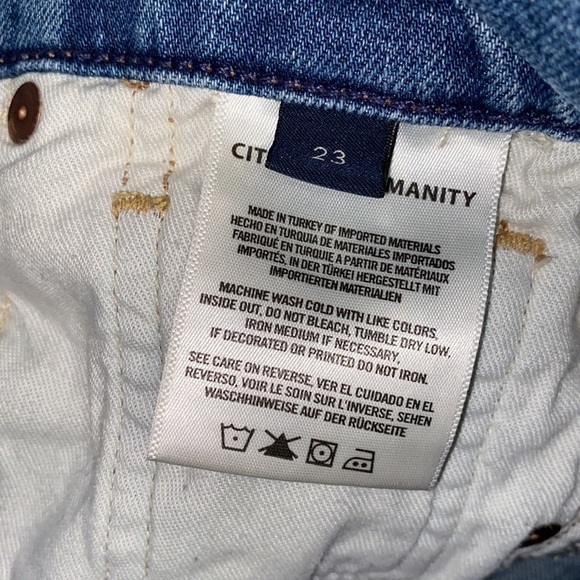 23
CIT MANITY
MADE IN TURKEY OF IMPORTED MATERIALS
HECHO EN TURQUIA DE MATERIALES IMPORTADOS
FABRIQUÉ EN TURQUIE A PARTIR DE MATÉRIAUX
IMPORTÉS, IN DER TÜRKEI HERGESTELLT MIT
IMPORTIERTEN MATERIALIEN
MACHINE WASH COLD WITH LIKE COLORS,
INSIDE OUT, DO NOT BLEACH, TUMBLE DRY LOW,
IRON MEDIUM IF NECESSARY,
IF DECORATED OR PRINTED DO NOT IRON.
SEE CARE ON REVERSE, VER EL CUIDADO EN EL
REVERSO, VOIR LE SOIN SUR L'INVERSE, SEHEN
WASCHHINWEISE AUF DER RÜCKSEITE